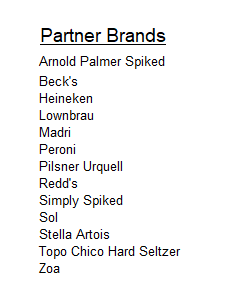 Partner Brands
Arnold Palmer Spiked
Beck's
Heineken
Lownbrau
Madri
Peroni
Pilsner Urquell
Redd's
Simply Spiked
Sol
Stella Artois
Topo Chico Hard Seltzer
Zoa